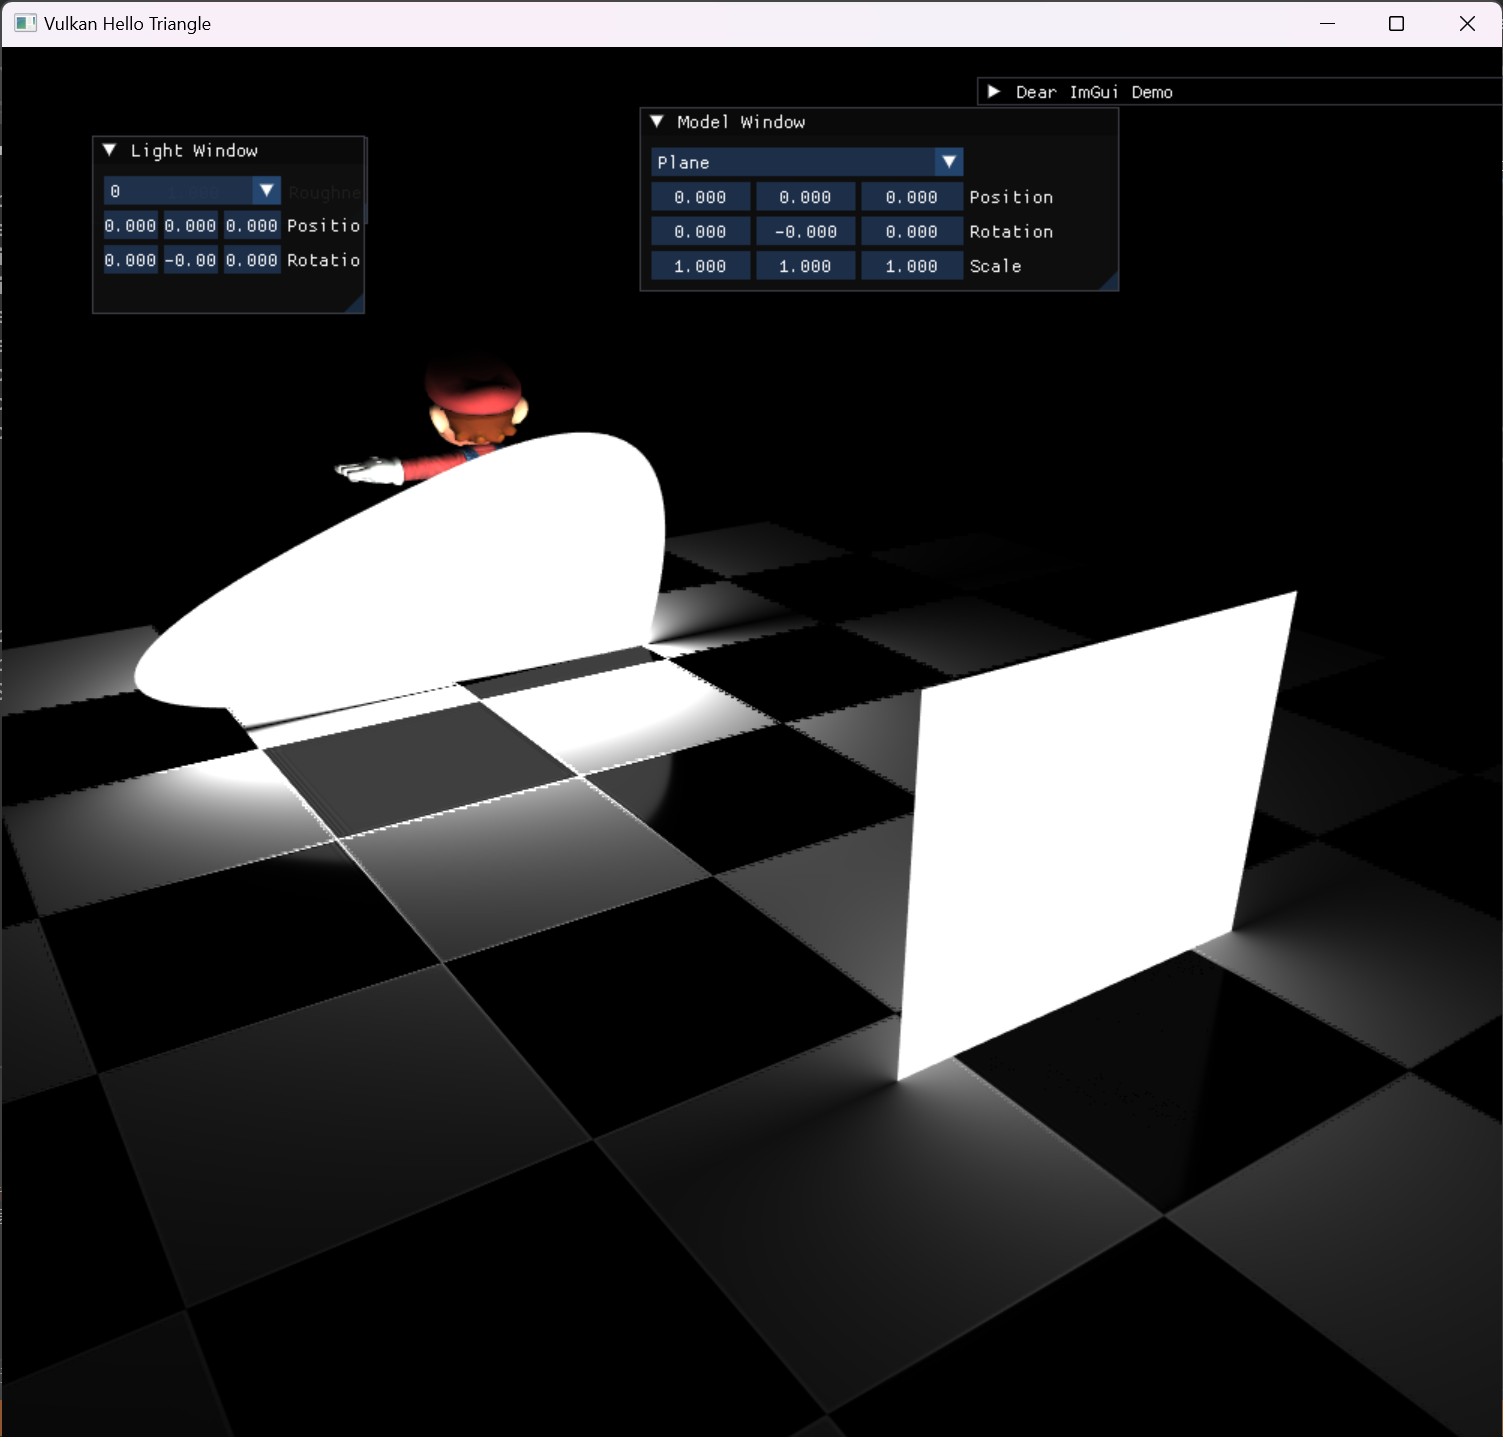 Vulkan Hello Triangle
Dear ImGui Demo
Model Window
Plane
0.000 0.000 0.000 Position
0.000 -0.000 0.000 Rotation
1.000 1.000 1.000 Scale
Light Window
0 1.000 Roughne
0.000 0.000 0.000 Positio
0.000 -0.00 0.000 Rotatio